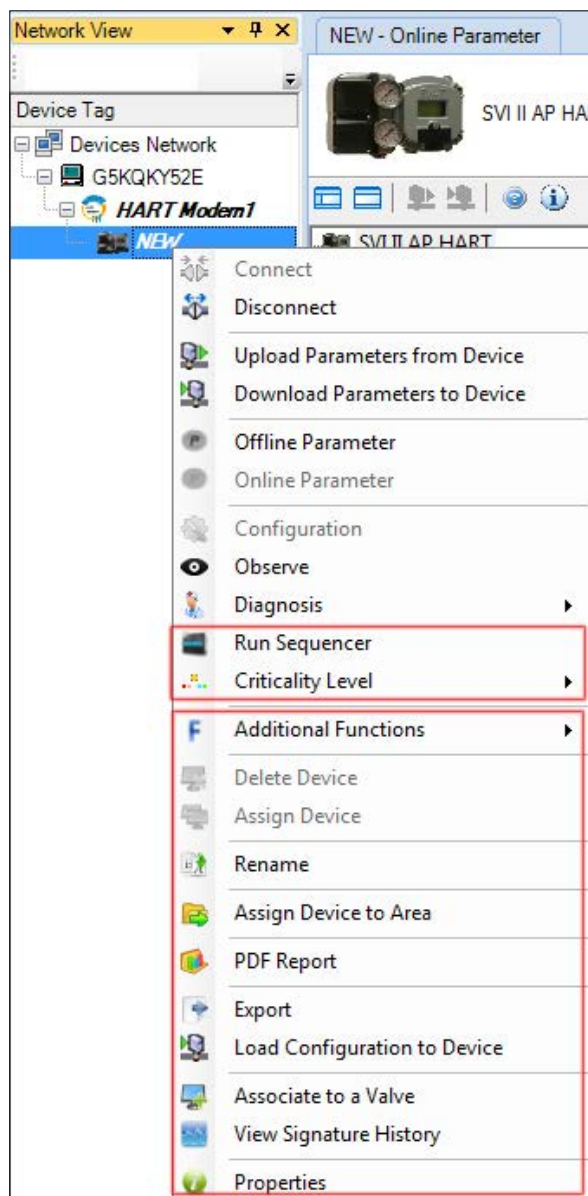 Network View
NEW - Online Parameter
Device Tag
SVI II AP HA
Devices Network
G5KQKY52E
HART Modem1
NEW
SVI II AP HART
Connect
Disconnect
Upload Parameters from Device
Download Parameters to Device
Offline Parameter
Online Parameter
Configuration
Observe
Diagnosis
Run Sequencer
Criticality Level
Additional Functions
Delete Device
Assign Device
Rename
Assign Device to Area
PDF Report
Export
Load Configuration to Device
Associate to a Valve
View Signature History
Properties